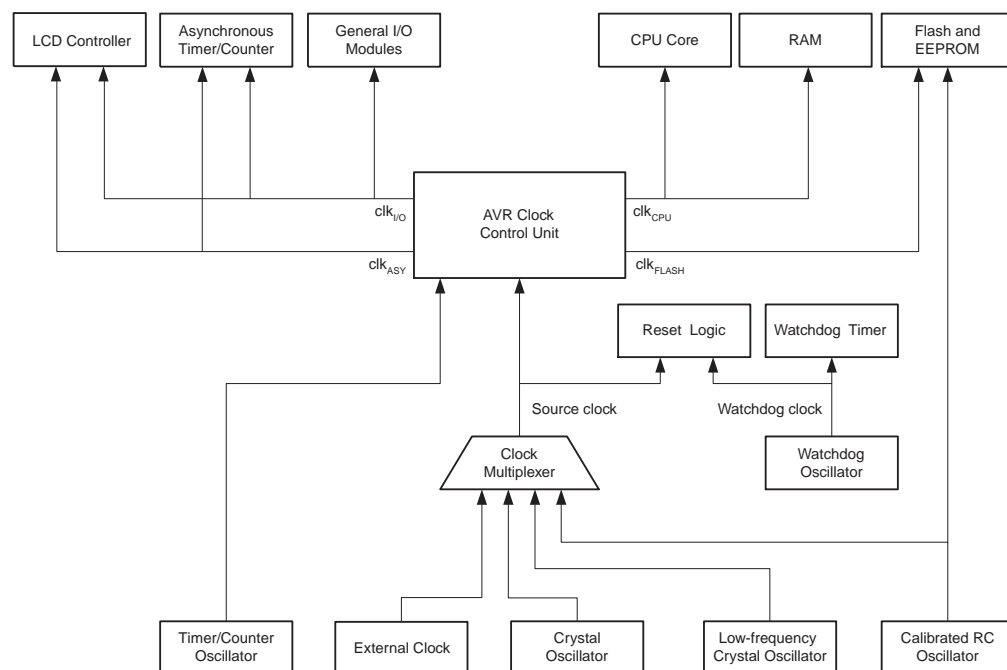 LCD Controller
Asynchronous
Timer/Counter
General I/O
Modules
CPU Core
RAM
Flash and
EEPROM
clkI/O
AVR Clock
Control Unit
clkCPU
clkASY
clkFLASH
Reset Logic
Watchdog Timer
Source clock
Watchdog clock
Clock
Multiplexer
Watchdog
Oscillator
Timer/Counter
Oscillator
External Clock
Crystal
Oscillator
Low-frequency
Crystal Oscillator
Calibrated RC
Oscillator